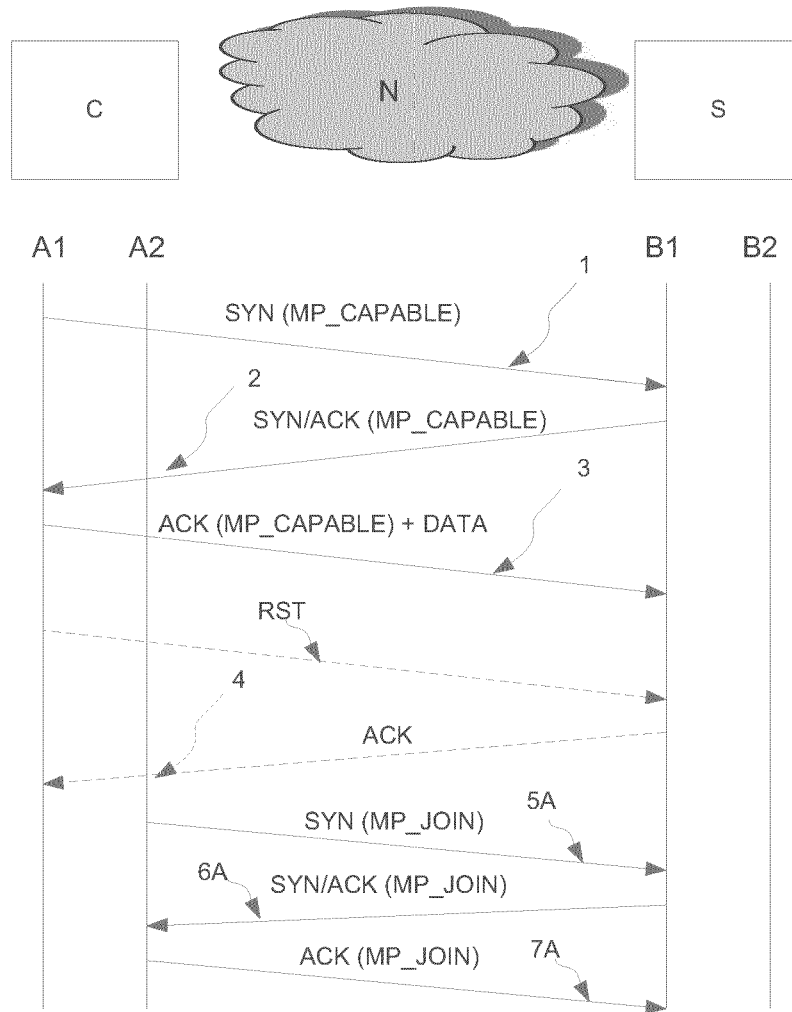 C
N
S
A1
A2
B1
B2
1
SYN (MP_CAPABLE)
2
SYN/ACK (MP_CAPABLE)
3
ACK (MP_CAPABLE) + DATA
RST
4
ACK
5A
SYN (MP_JOIN)
6A
SYN/ACK (MP_JOIN)
ACK (MP_JOIN)
7A